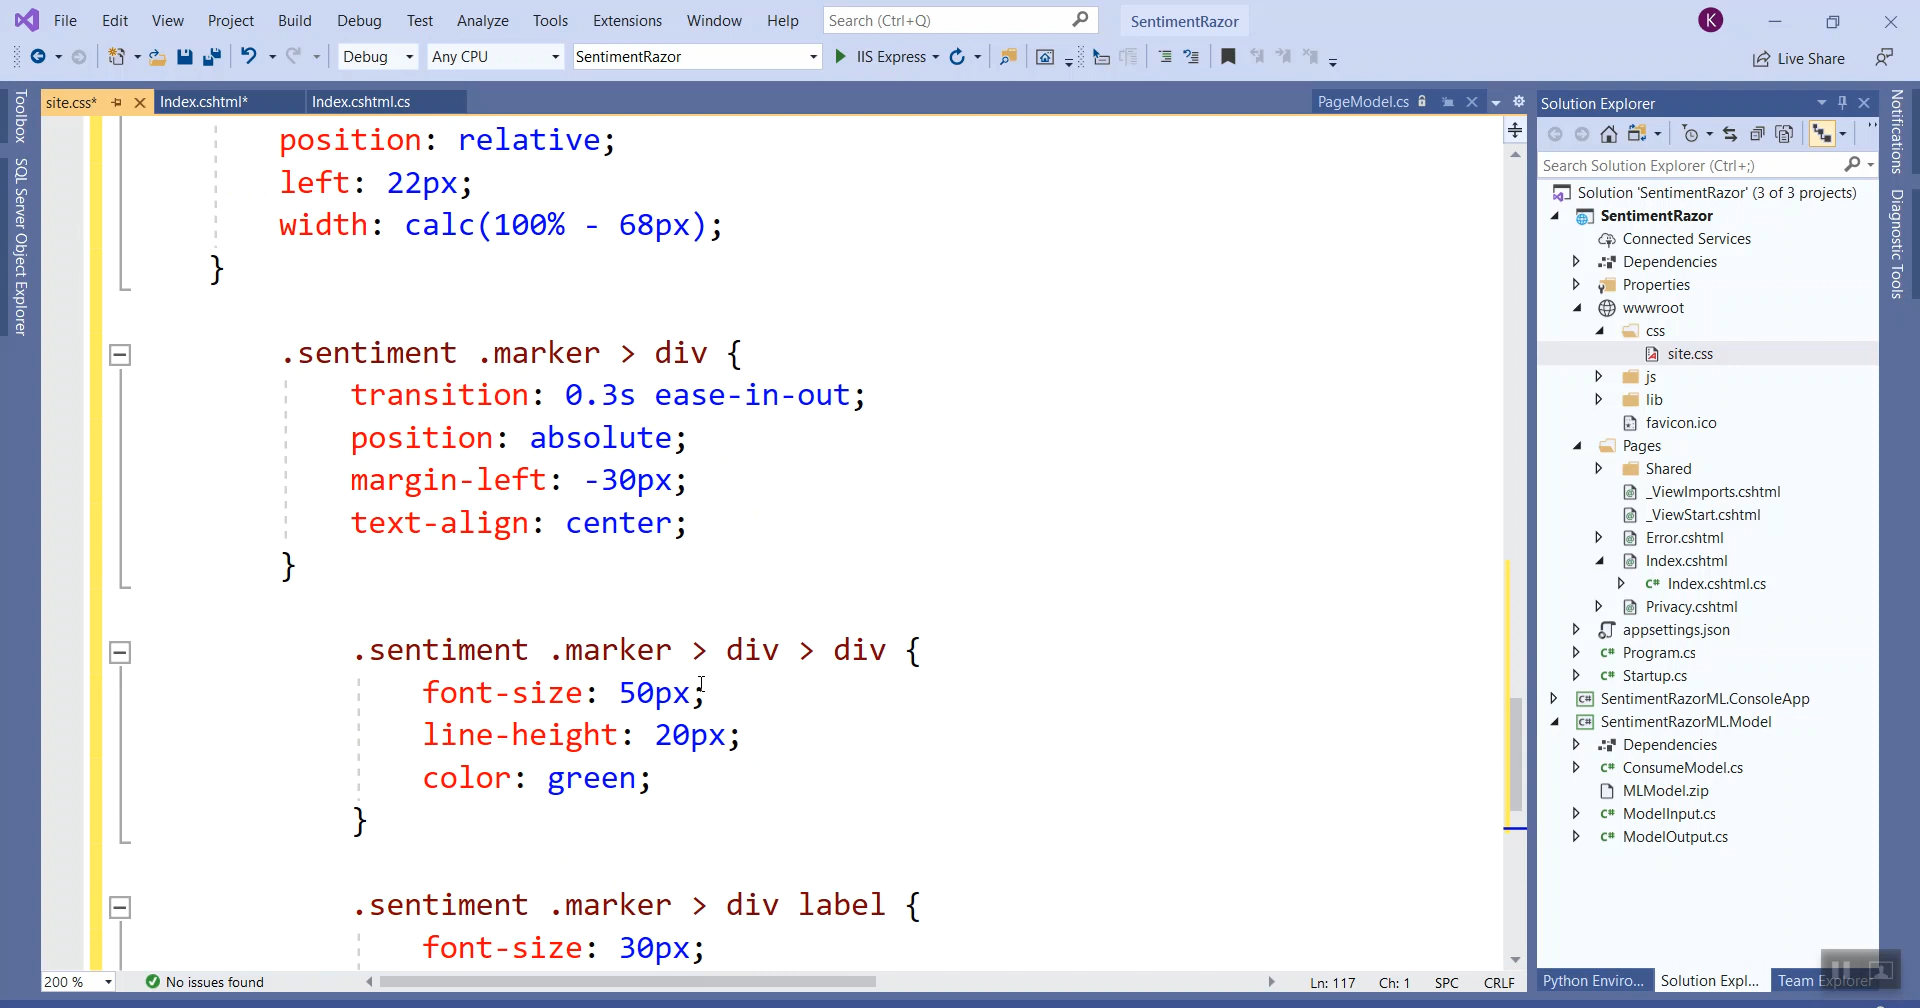 File Edit View Project Build Debug Test Analyze Tools Extensions Window Help Search (Ctrl+Q) SentimentRazor K
Debug Any CPU SentimentRazor IIS Express Live Share
site.css* Index.cshtml* Index.cshtml.cs PageModel.cs
Toolbox
SQL Server Object Explorer
position: relative;
left: 22px;
width: calc(100% - 68px);
}
.sentiment .marker > div {
transition: 0.3s ease-in-out;
position: absolute;
margin-left: -30px;
text-align: center;
}
.sentiment .marker > div > div {
font-size: 50px;
line-height: 20px;
color: green;
}
.sentiment .marker > div label {
font-size: 30px;
200 % No issues found Ln: 117 Ch: 1 SPC CRLF
Solution Explorer
Search Solution Explorer (Ctrl+;)
Solution 'SentimentRazor' (3 of 3 projects)
SentimentRazor
Connected Services
Dependencies
Properties
wwwroot
css
site.css
js
lib
favicon.ico
Pages
Shared
_ViewImports.cshtml
_ViewStart.cshtml
Error.cshtml
Index.cshtml
C# Index.cshtml.cs
Privacy.cshtml
appsettings.json
C# Program.cs
C# Startup.cs
C# SentimentRazorML.ConsoleApp
C# SentimentRazorML.Model
Dependencies
C# ConsumeModel.cs
MLModel.zip
C# ModelInput.cs
C# ModelOutput.cs
Python Enviro... Solution Expl... Team Explorer
Notifications
Diagnostic Tools